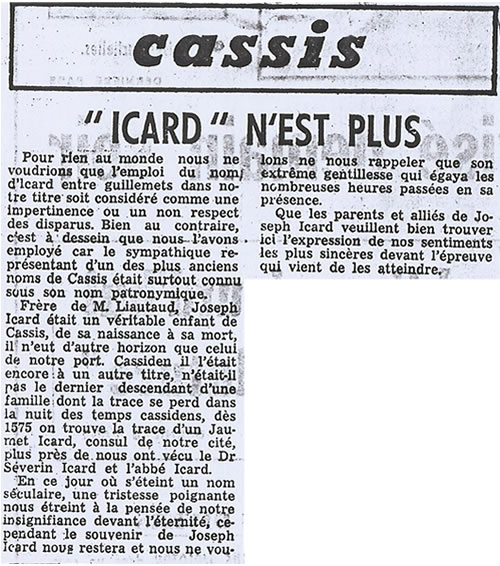 cassis
"ICARD" N'EST PLUS
Pour rien au monde nous ne
voudrions que l'emploi du nom
d'Icard entre guillemets dans no-
tre titre soit considéré comme une
impertinence ou un non respect
des disparus. Bien au contraire,
c'est à dessein que nous l'avons
employé car le sympathique re-
présentant d'un des plus anciens
noms de Cassis était surtout connu
sous son nom patronymique.
Frère de M. Liautaud, Joseph
Icard était un véritable enfant de
Cassis, de sa naissance à sa mort,
il n'eut d'autre horizon que celui
de notre port. Cassiden il l'était
encore à un autre titre, n'était-il
pas le dernier descendant d'une
famille dont la trace se perd dans
la nuit des temps cassidens, dès
1575 on trouve la trace d'un Jau-
met Icard, consul de notre cité,
plus près de nous ont vécu le Dr
Séverin Icard et l'abbé Icard.
En ce jour où s'éteint un nom
séculaire, une tristesse poignante
nous étreint à la pensée de notre
insignifiance devant l'éternité, ce-
pendant le souvenir de Joseph
Icard nous restera et nous ne vou-
lons ne nous rappeler que son
extrême gentillesse qui égaya les
nombreuses heures passées en sa
présence.
Que les parents et alliés de Jo-
seph Icard veuillent bien trouver
ici l'expression de nos sentiments
les plus sincères devant l'épreuve
qui vient de les atteindre.